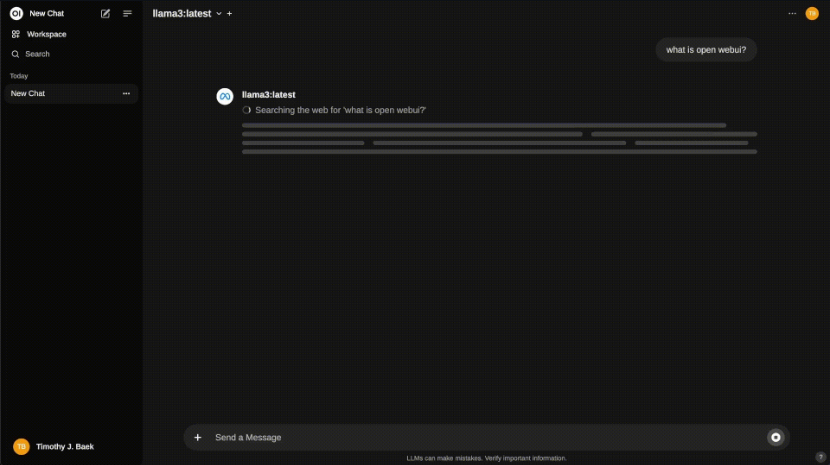 OI New Chat
Workspace
Search
Today
New Chat
TB Timothy J. Baek
llama3:latest
TB
what is open webui?
llama3:latest
Searching the web for 'what is open webui?'
Send a Message
LLMs can make mistakes. Verify important information.
?